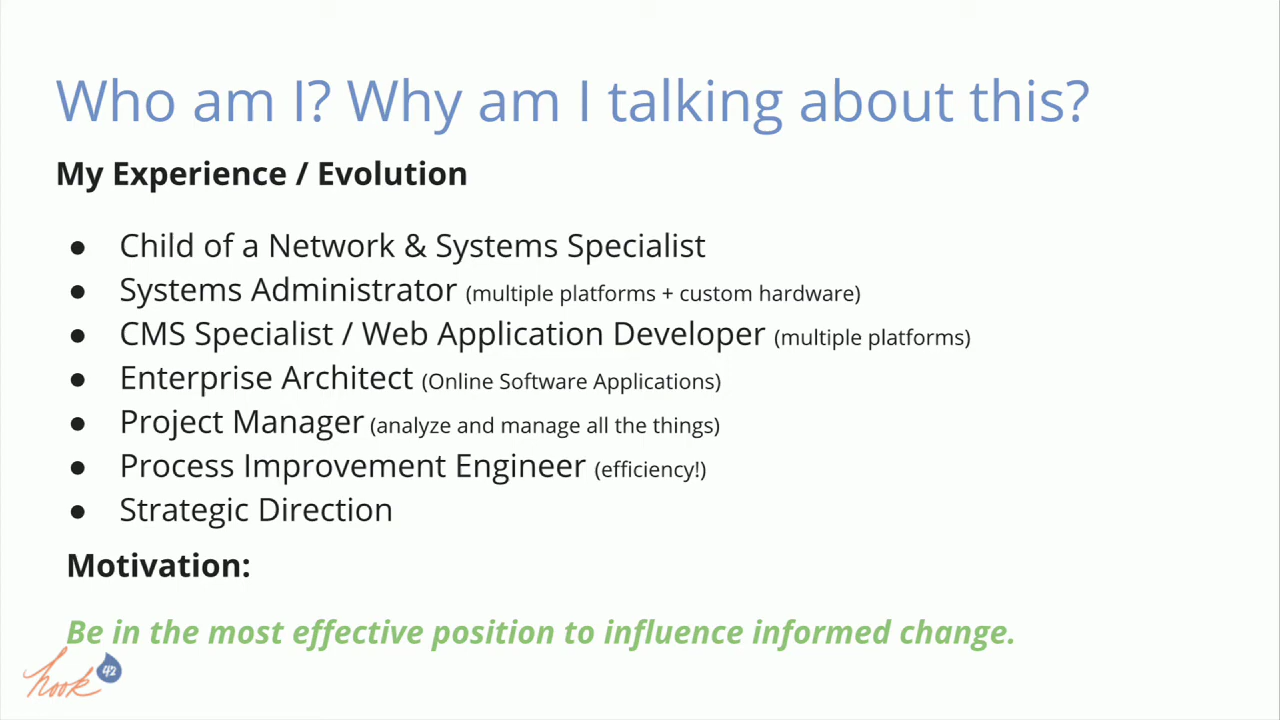 Who am I? Why am I talking about this?
My Experience / Evolution
● Child of a Network & Systems Specialist
● Systems Administrator (multiple platforms + custom hardware)
● CMS Specialist / Web Application Developer (multiple platforms)
● Enterprise Architect (Online Software Applications)
● Project Manager (analyze and manage all the things)
● Process Improvement Engineer (efficiency!)
● Strategic Direction
Motivation:
Be in the most effective position to influence informed change.
hook 42